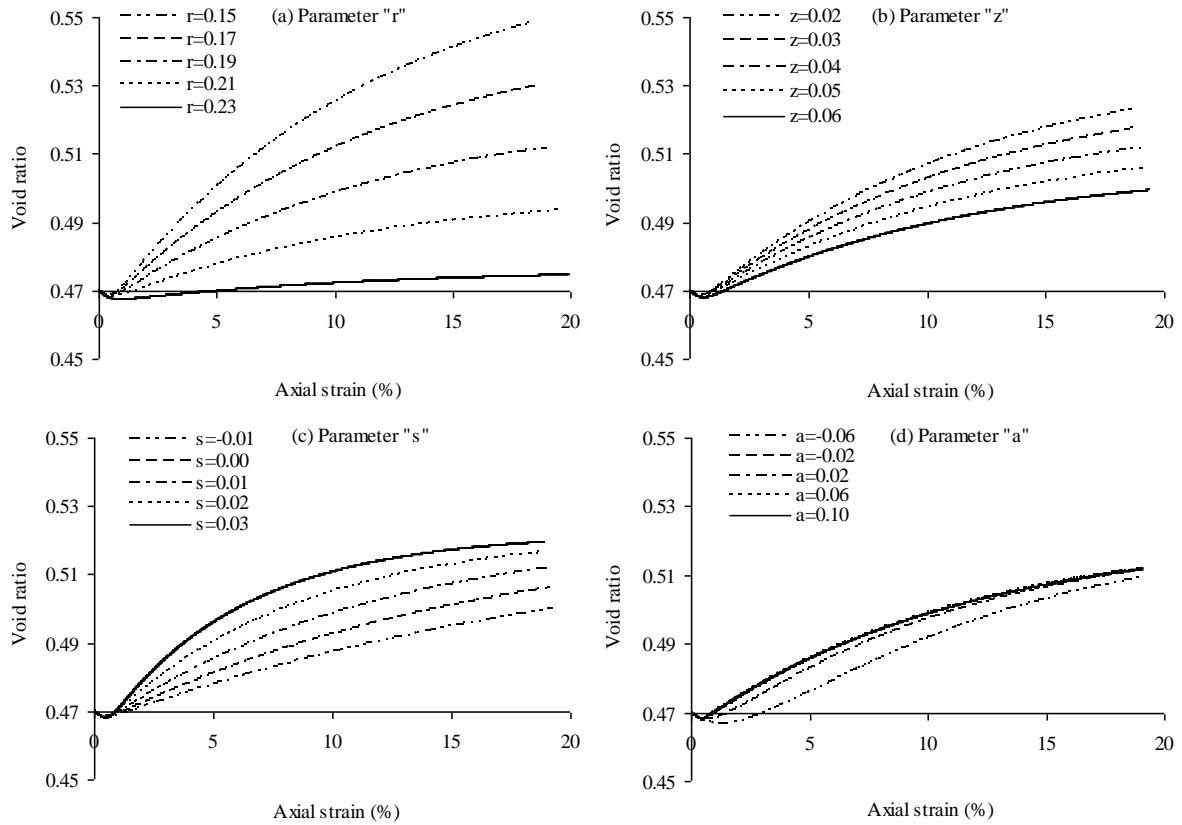 (a) Parameter "r"
r=0.15
r=0.17
r=0.19
r=0.21
r=0.23
0.55
0.53
0.51
0.49
0.47
0.45
Void ratio
0
5
10
15
20
Axial strain (%)
(b) Parameter "z"
z=0.02
z=0.03
z=0.04
z=0.05
z=0.06
0.55
0.53
0.51
0.49
0.47
0.45
Void ratio
0
5
10
15
20
Axial strain (%)
(c) Parameter "s"
s=-0.01
s=0.00
s=0.01
s=0.02
s=0.03
0.55
0.53
0.51
0.49
0.47
0.45
Void ratio
0
5
10
15
20
Axial strain (%)
(d) Parameter "a"
a=-0.06
a=-0.02
a=0.02
a=0.06
a=0.10
0.55
0.53
0.51
0.49
0.47
0.45
Void ratio
0
5
10
15
20
Axial strain (%)